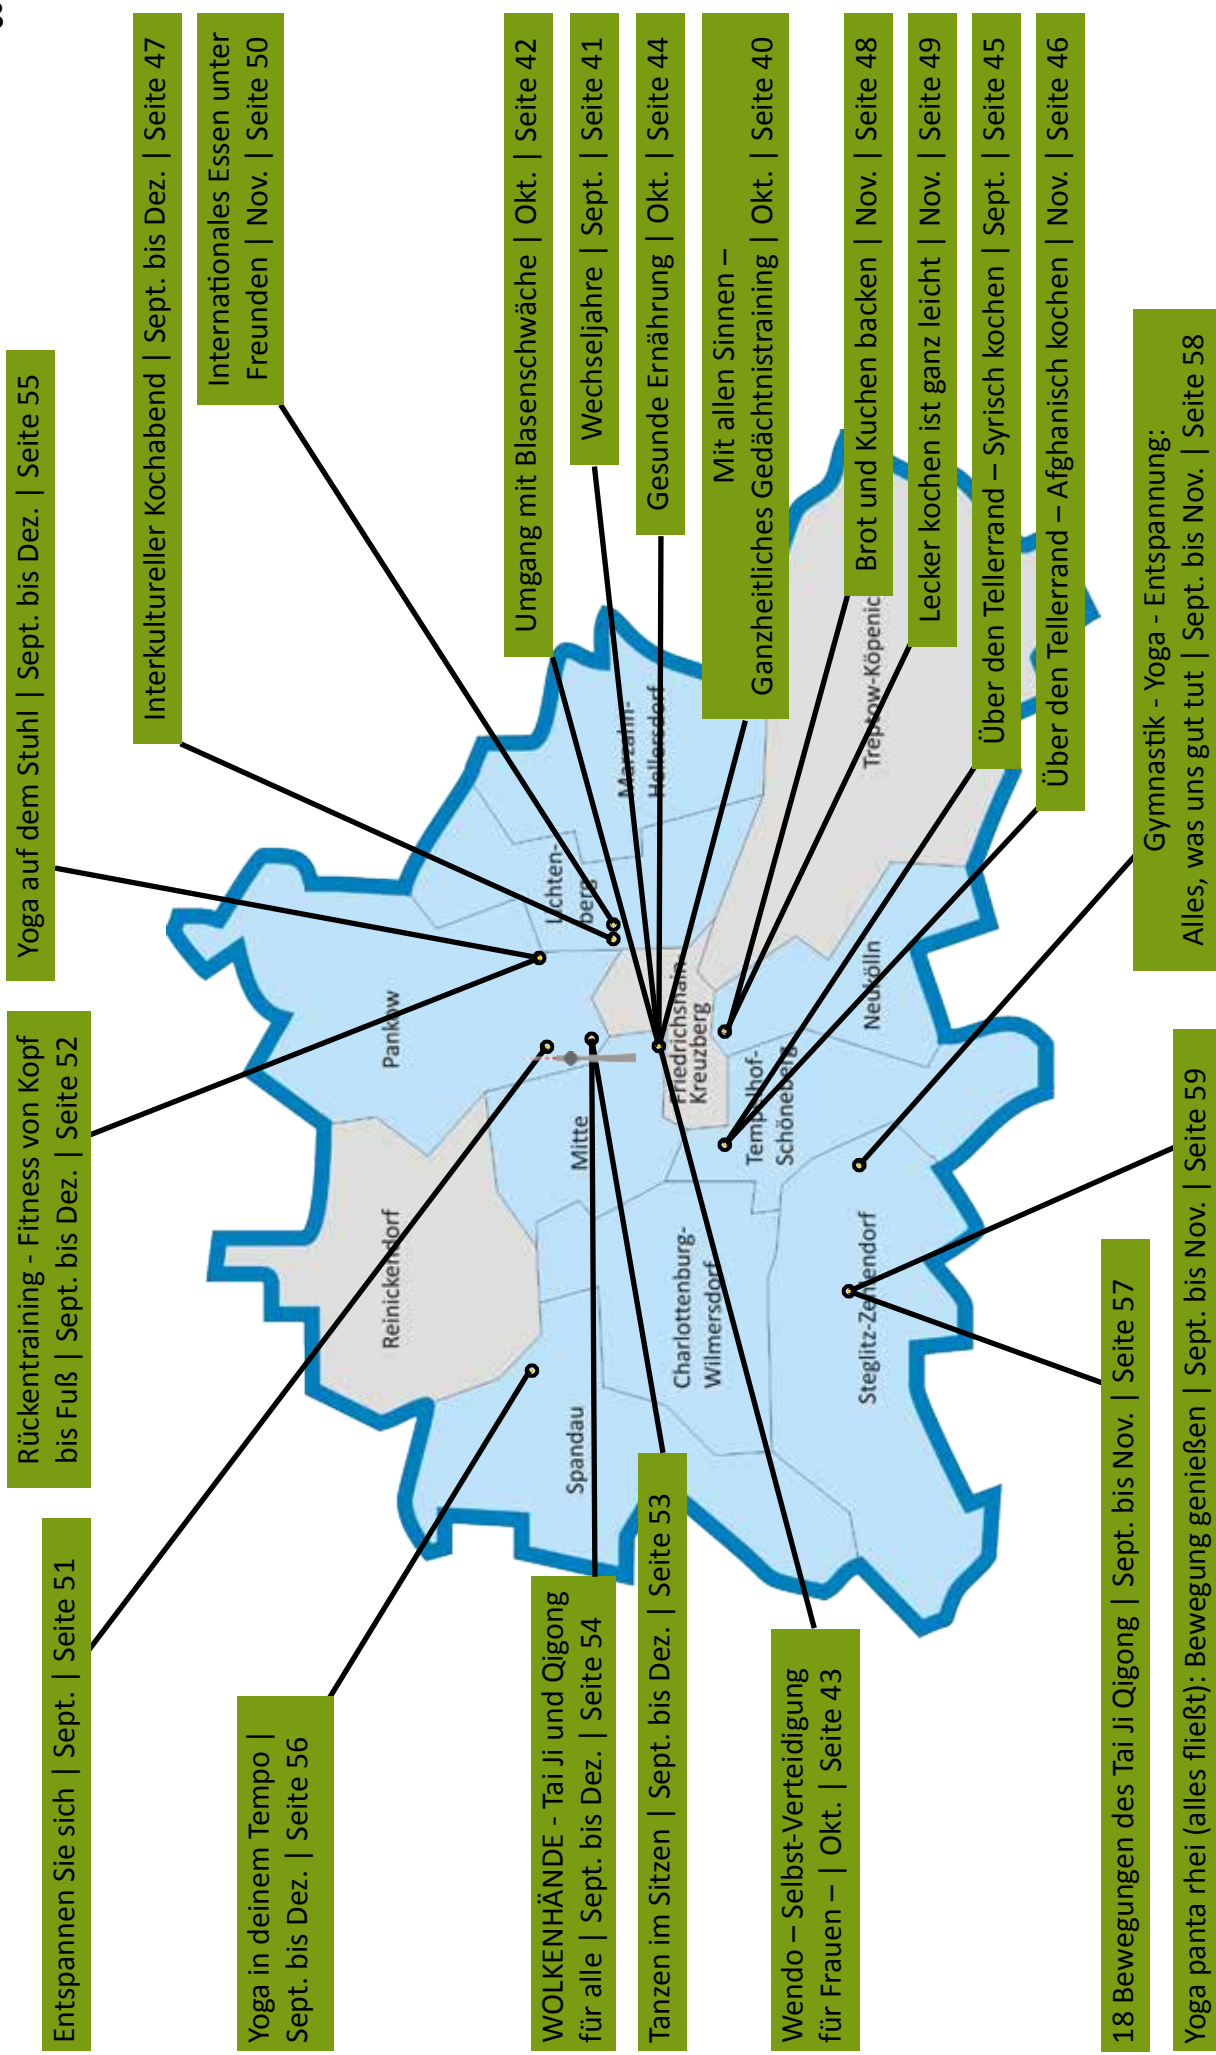 Entspannen Sie sich | Sept. | Seite 51
Rückentraining - Fitness von Kopf
bis Fuß | Sept. bis Dez. | Seite 52
Yoga auf dem Stuhl | Sept. bis Dez. | Seite 55
Interkultureller Kochabend | Sept. bis Dez. | Seite 47
Internationales Essen unter
Freunden | Nov. | Seite 50
Yoga in deinem Tempo |
Sept. bis Dez. | Seite 56
WOLKENHÄNDE - Tai Ji und Qigong
für alle | Sept. bis Dez. | Seite 54
Tanzen im Sitzen | Sept. bis Dez. | Seite 53
Wendo – Selbst-Verteidigung
für Frauen – | Okt. | Seite 43
Umgang mit Blasenschwäche | Okt. | Seite 42
Wechseljahre | Sept. | Seite 41
Gesunde Ernährung | Okt. | Seite 44
Mit allen Sinnen –
Ganzheitliches Gedächtnistraining | Okt. | Seite 40
Brot und Kuchen backen | Nov. | Seite 48
Lecker kochen ist ganz leicht | Nov. | Seite 49
Über den Tellerrand – Syrisch kochen | Sept. | Seite 45
Über den Tellerrand – Afghanisch kochen | Nov. | Seite 46
Gymnastik - Yoga - Entspannung:
Alles, was uns gut tut | Sept. bis Nov. | Seite 58
18 Bewegungen des Tai Ji Qigong | Sept. bis Nov. | Seite 57
Yoga panta rhei (alles fließt): Bewegung genießen | Sept. bis Nov. | Seite 59
Reinickendorf
Pankow
Spandau
Mitte
Lichten-
berg
Marzahn-
Hellersdorf
Charlottenburg-
Wilmersdorf
Friedrichshain-
Kreuzberg
Tempelhof-
Schöneberg
Steglitz-Zehlendorf
Neukölln
Treptow-Köpenic